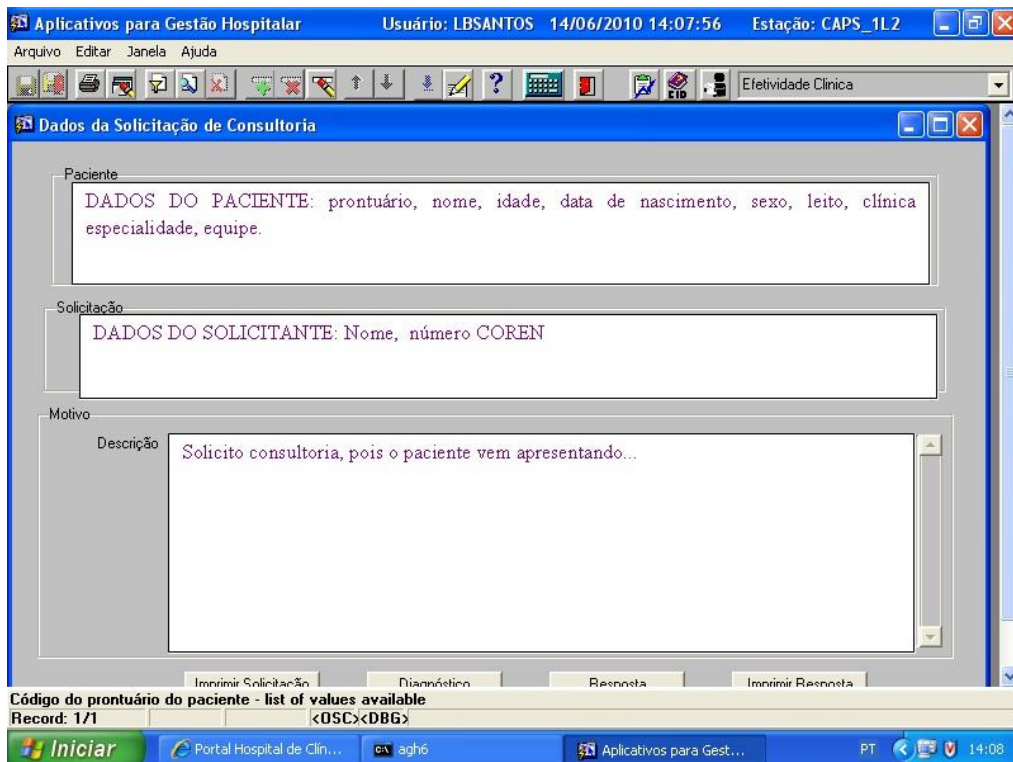 Aplicativos para Gestão Hospitalar Usuário: LBSANTOS 14/06/2010 14:07:56 Estação: CAPS_1L2
Arquivo Editar Janela Ajuda
CID Efetividade Clinica
Dados da Solicitação de Consultoria
Paciente
DADOS DO PACIENTE: prontuário, nome, idade, data de nascimento, sexo, leito, clínica
especialidade, equipe.
Solicitação
DADOS DO SOLICITANTE: Nome, número COREN
Motivo
Descrição
Solicito consultoria, pois o paciente vem apresentando...
Imprimir Solicitação Diagnóstico Resposta Imprimir Resposta
Código do prontuário do paciente - list of values available
Record: 1/1 <OSC><DBG>
Iniciar Portal Hospital de Clín... agh6 Aplicativos para Gest... PT 14:08